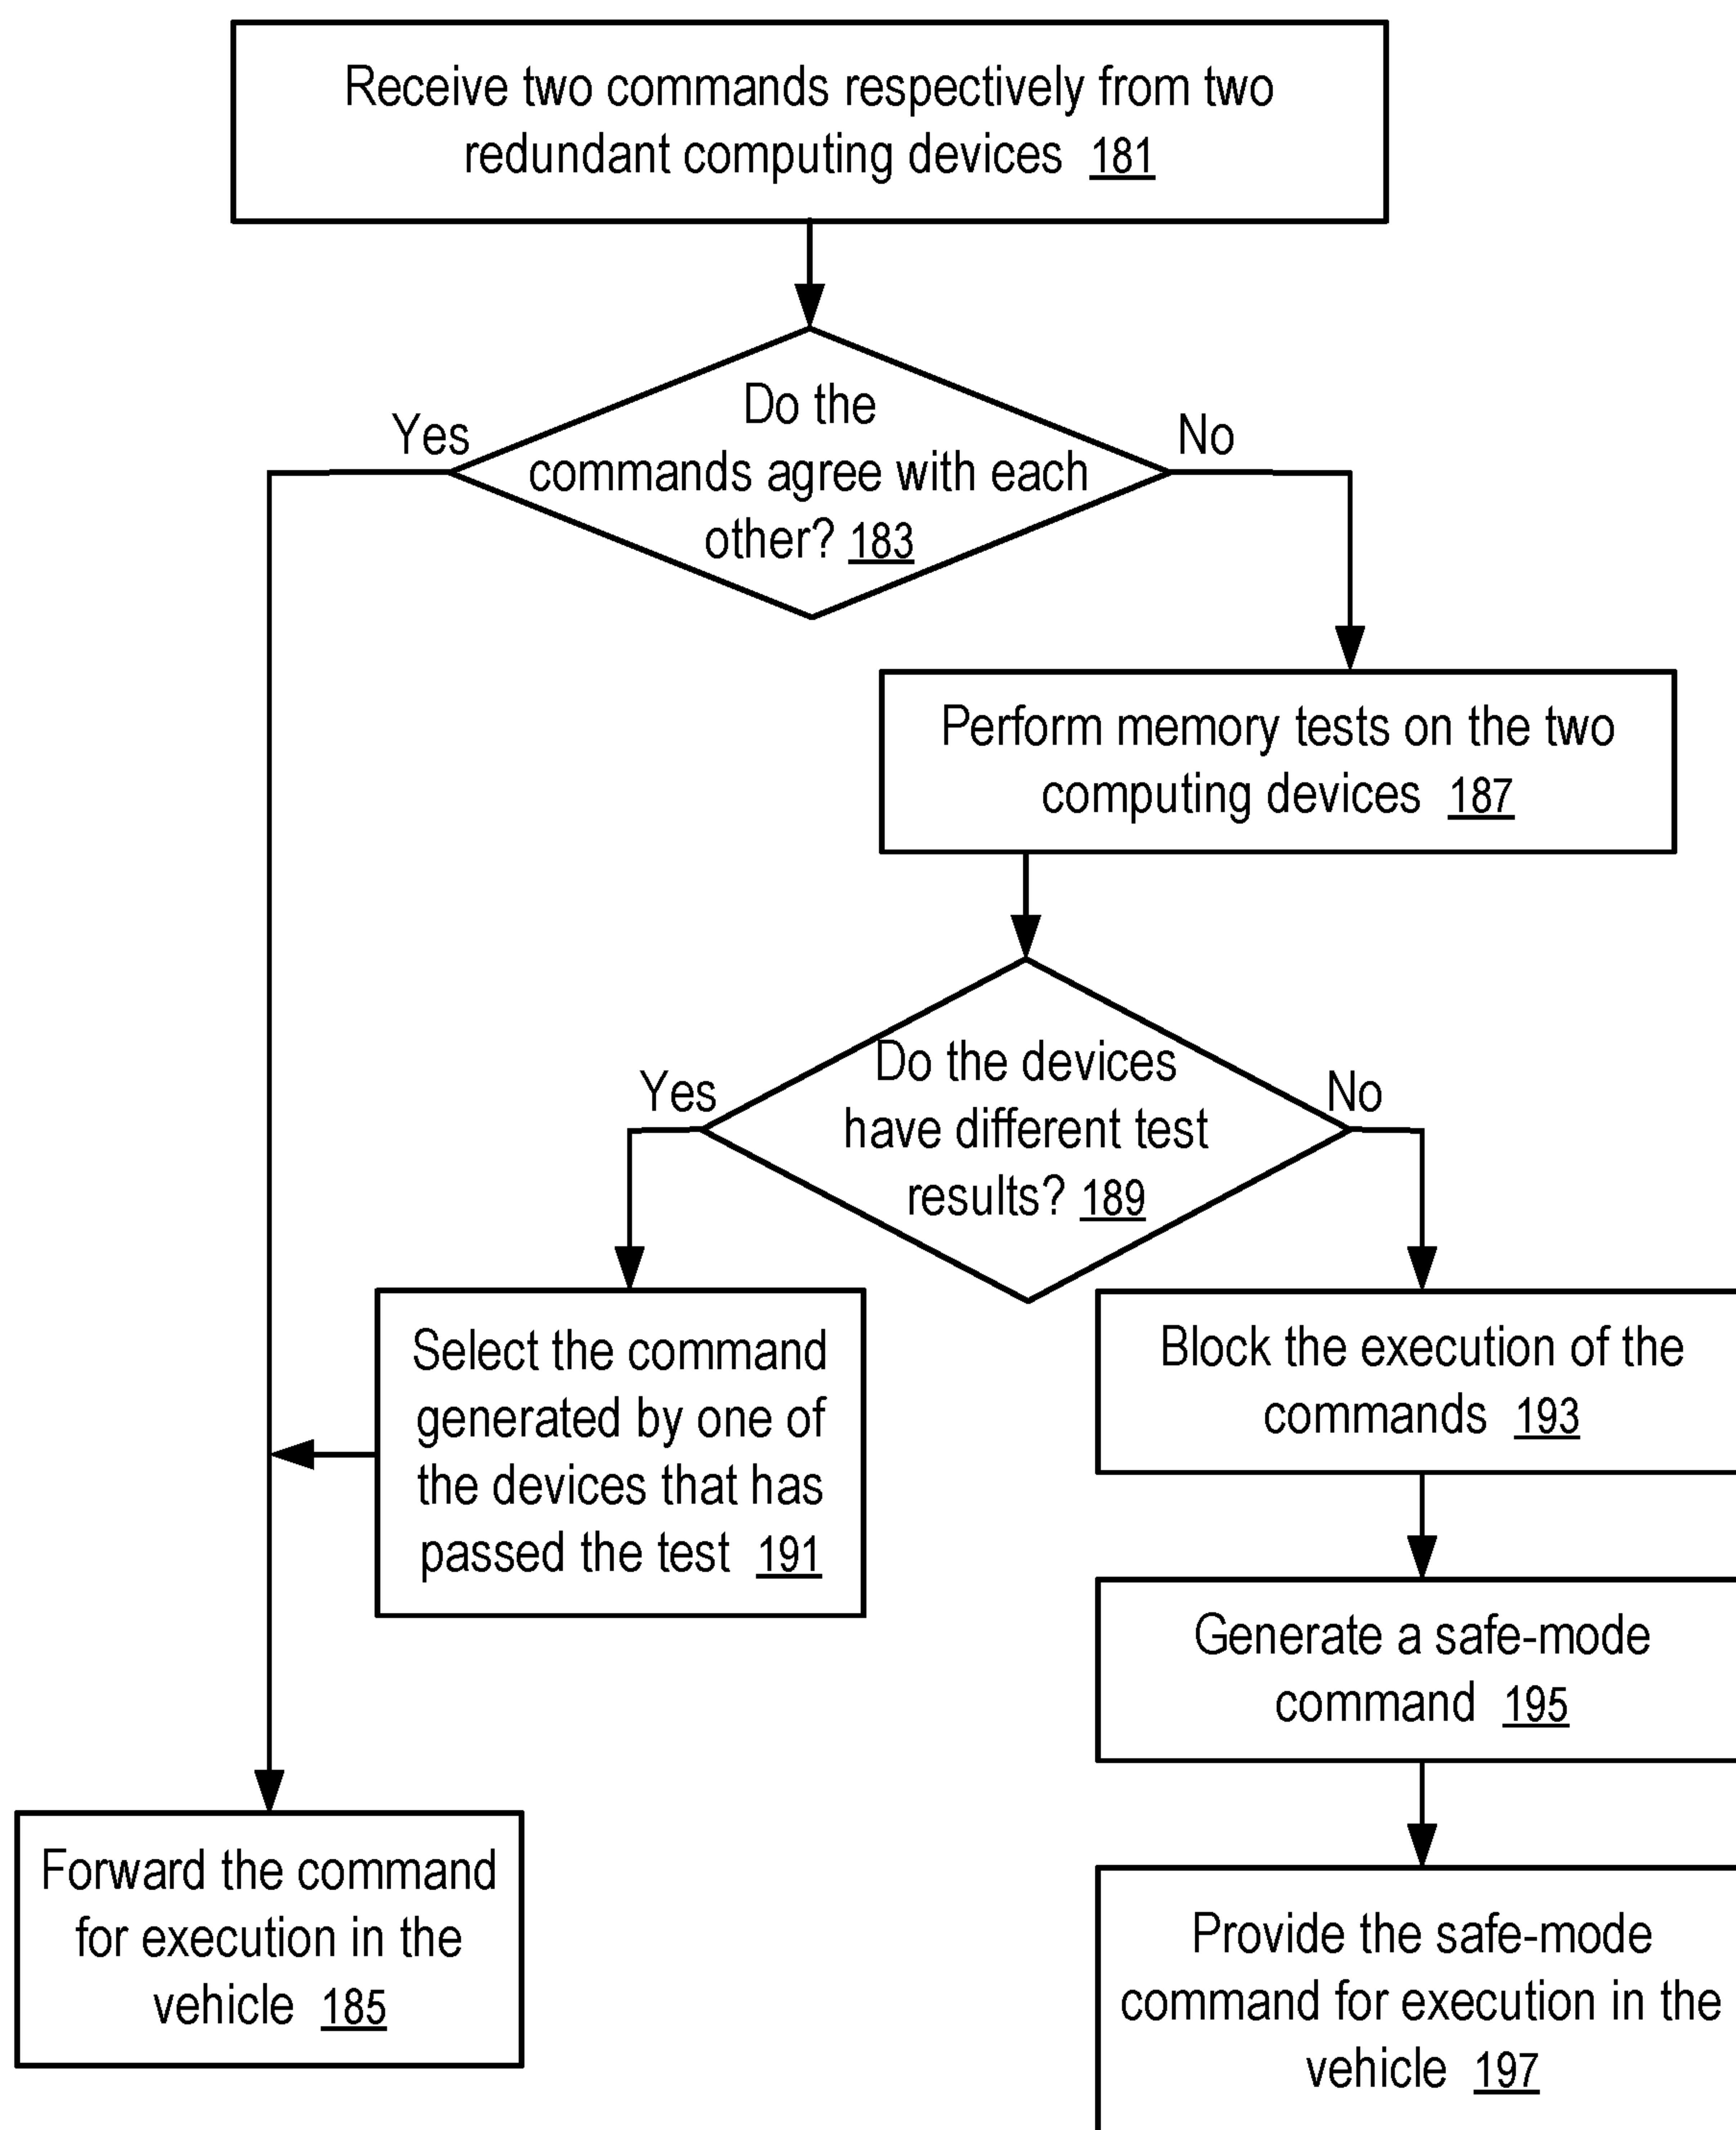 Receive two commands respectively from two
redundant computing devices 181
Do the
commands agree with each
other? 183
Yes
No
Perform memory tests on the two
computing devices 187
Do the devices
have different test
results? 189
Yes
No
Select the command
generated by one of
the devices that has
passed the test 191
Block the execution of the
commands 193
Generate a safe-mode
command 195
Forward the command
for execution in the
vehicle 185
Provide the safe-mode
command for execution in the
vehicle 197